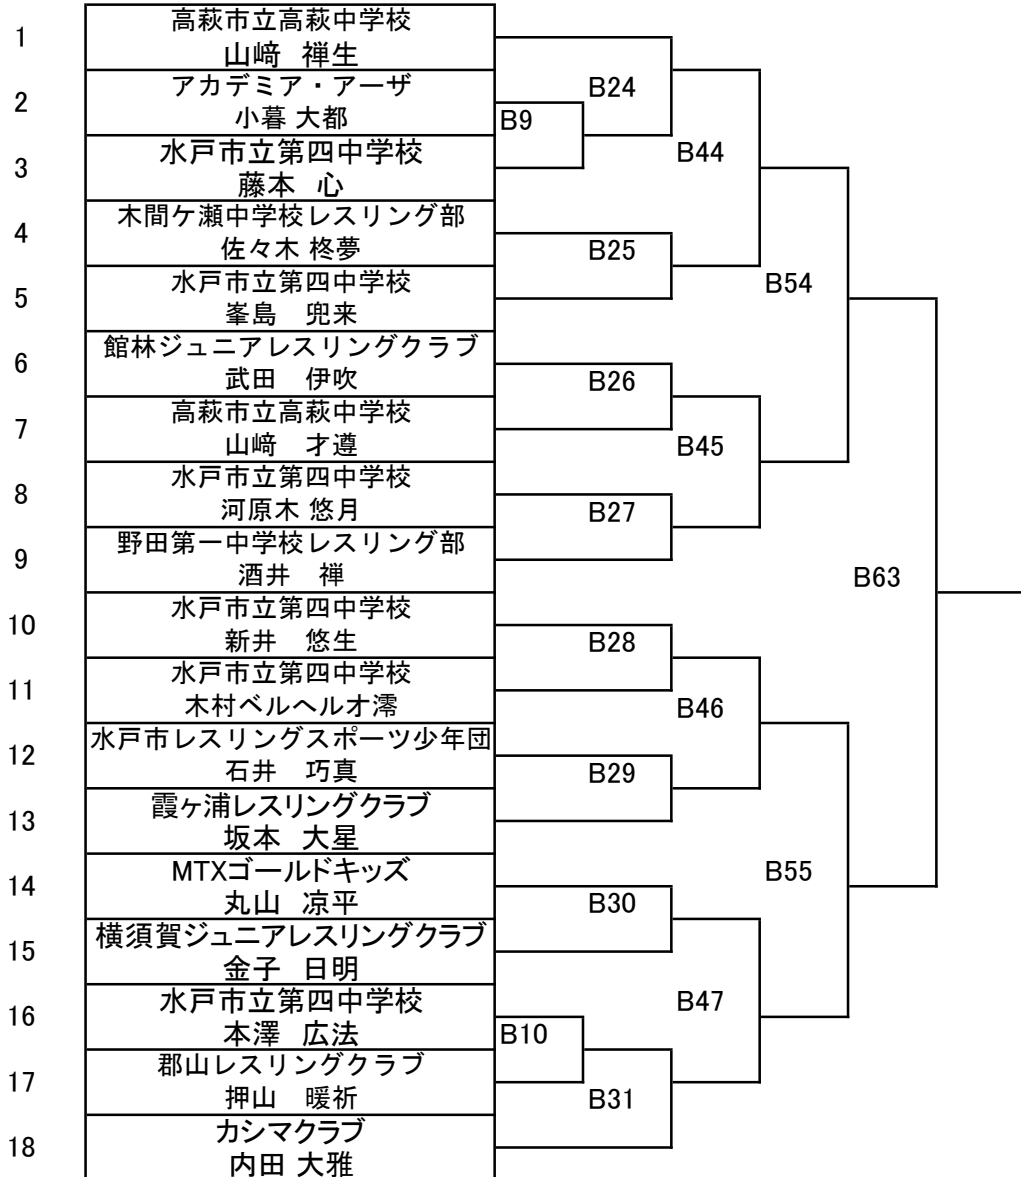 1
高萩市立高萩中学校
山﨑　禅生
2
アカデミア・アーザ
小暮 大都
3
水戸市立第四中学校
藤本　心
4
木間ケ瀬中学校レスリング部
佐々木 柊夢
5
水戸市立第四中学校
峯島　兜来
6
館林ジュニアレスリングクラブ
武田　伊吹
7
高萩市立高萩中学校
山﨑　才遵
8
水戸市立第四中学校
河原木 悠月
9
野田第一中学校レスリング部
酒井　禅
10
水戸市立第四中学校
新井　悠生
11
水戸市立第四中学校
木村ベルヘルオ澪
12
水戸市レスリングスポーツ少年団
石井　巧真
13
霞ヶ浦レスリングクラブ
坂本　大星
14
MTXゴールドキッズ
丸山　凉平
15
横須賀ジュニアレスリングクラブ
金子　日明
16
水戸市立第四中学校
本澤　広法
17
郡山レスリングクラブ
押山　暖祈
18
カシマクラブ
内田 大雅
B9
B10
B24
B25
B26
B27
B28
B29
B30
B31
B44
B45
B46
B47
B54
B55
B63